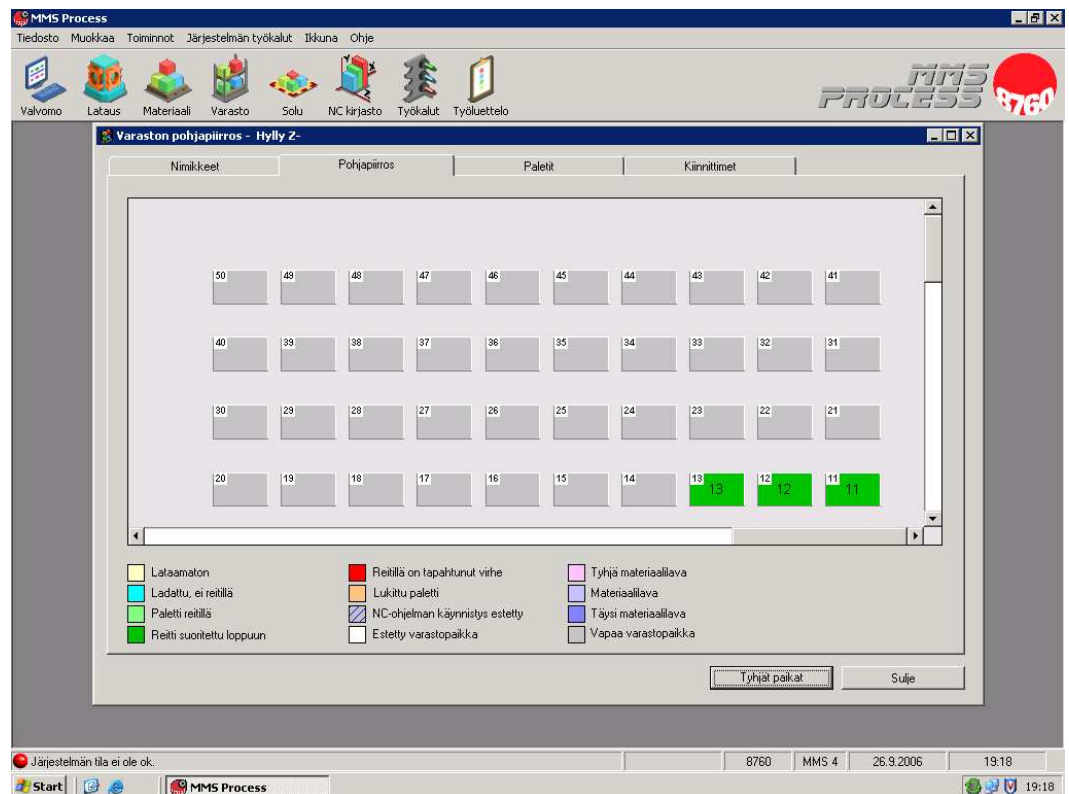 MMS Process
Tiedosto Muokkaa Toiminnot Järjestelmän työkalut Ikkuna Ohje
Valvomo Lataus Materiaali Varasto Solu NC kirjasto Työkalut Työluettelo
MMS
PROCESS
8760
Varaston pohjapiirros - Hylly Z-
Nimikkeet Pohjapiirros Paletit Kiinnittimet
50 49 48 47 46 45 44 43 42 41
40 39 38 37 36 35 34 33 32 31
30 29 28 27 26 25 24 23 22 21
20 19 18 17 16 15 14 13 13 12 12 11 11
Lataamaton Reitillä on tapahtunut virhe Tyhjä materiaalilava
Ladattu, ei reitillä Lukittu paletti Materiaalilava
Paletti reitillä NC-ohjelman käynnistys estetty Täysi materiaalilava
Reitti suoritettu loppuun Estetty varastopaikka Vapaa varastopaikka
Tyhjät paikat Sulje
Järjestelmän tila ei ole ok. 8760 MMS 4 26.9.2006 19:18
Start MMS Process 19:18